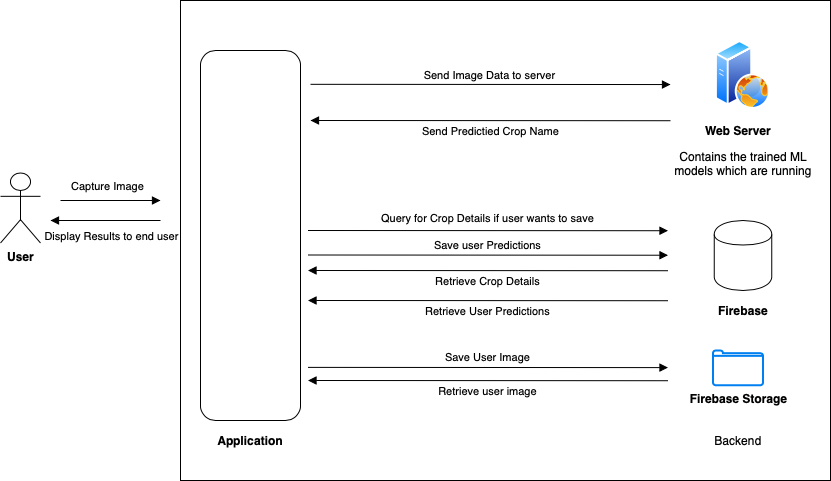 Send Image Data to server
Send Predictied Crop Name
Web Server
Contains the trained ML
models which are running
Capture Image
Display Results to end user
User
Query for Crop Details if user wants to save
Save user Predictions
Retrieve Crop Details
Retrieve User Predictions
Firebase
Save User Image
Retrieve user image
Firebase Storage
Application
Backend